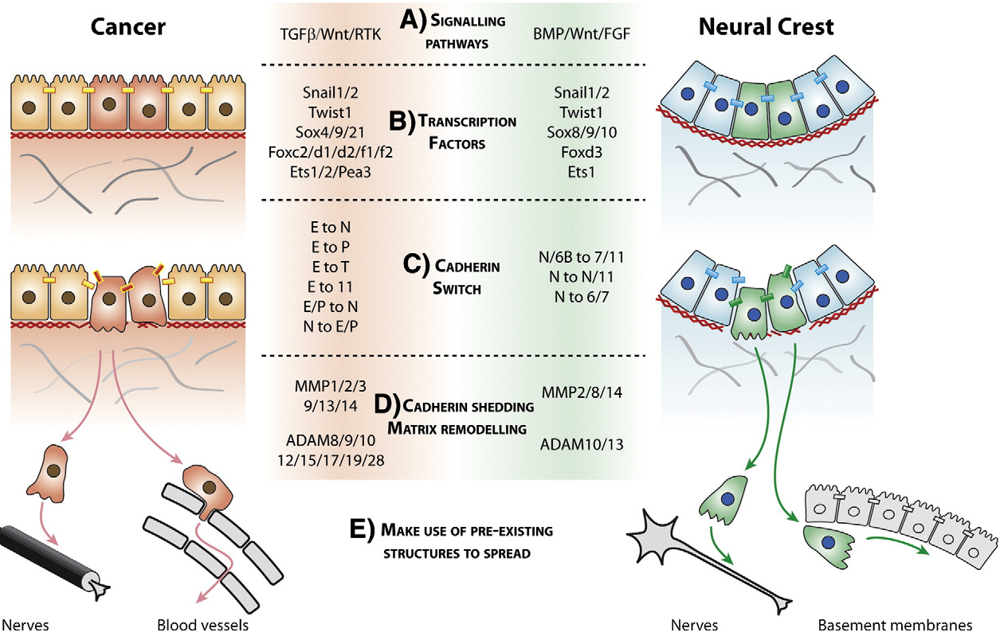 Cancer
Neural Crest
A) Signalling
pathways
TGFβ/Wnt/RTK
BMP/Wnt/FGF
B) Transcription
Factors
Snail1/2
Twist1
Sox4/9/21
Foxc2/d1/d2/f1/f2
Ets1/2/Pea3
Snail1/2
Twist1
Sox8/9/10
Foxd3
Ets1
C) Cadherin
Switch
E to N
E to P
E to T
E to 11
E/P to N
N to E/P
N/6B to 7/11
N to N/11
N to 6/7
D) Cadherin shedding
Matrix remodelling
MMP1/2/3
9/13/14
ADAM8/9/10
12/15/17/19/28
MMP2/8/14
ADAM10/13
E) Make use of pre-existing
structures to spread
Nerves
Blood vessels
Nerves
Basement membranes